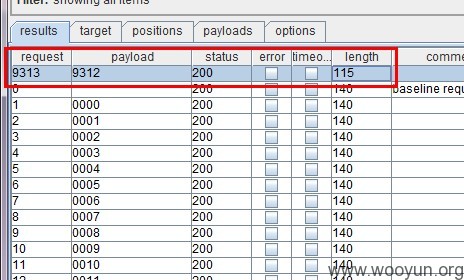 Filter: showing all items
results target positions payloads options
request payload status error timeo... length comme
9313 9312 200 115
0 200 140 baseline requ
1 0000 200 140
2 0001 200 140
3 0002 200 140
4 0003 200 140
5 0004 200 140
6 0005 200 140
7 0006 200 140
8 0007 200 140
9 0008 200 140
10 0009 200 140
11 0010 200 140
12 0011 200 140
www.wooyun.org